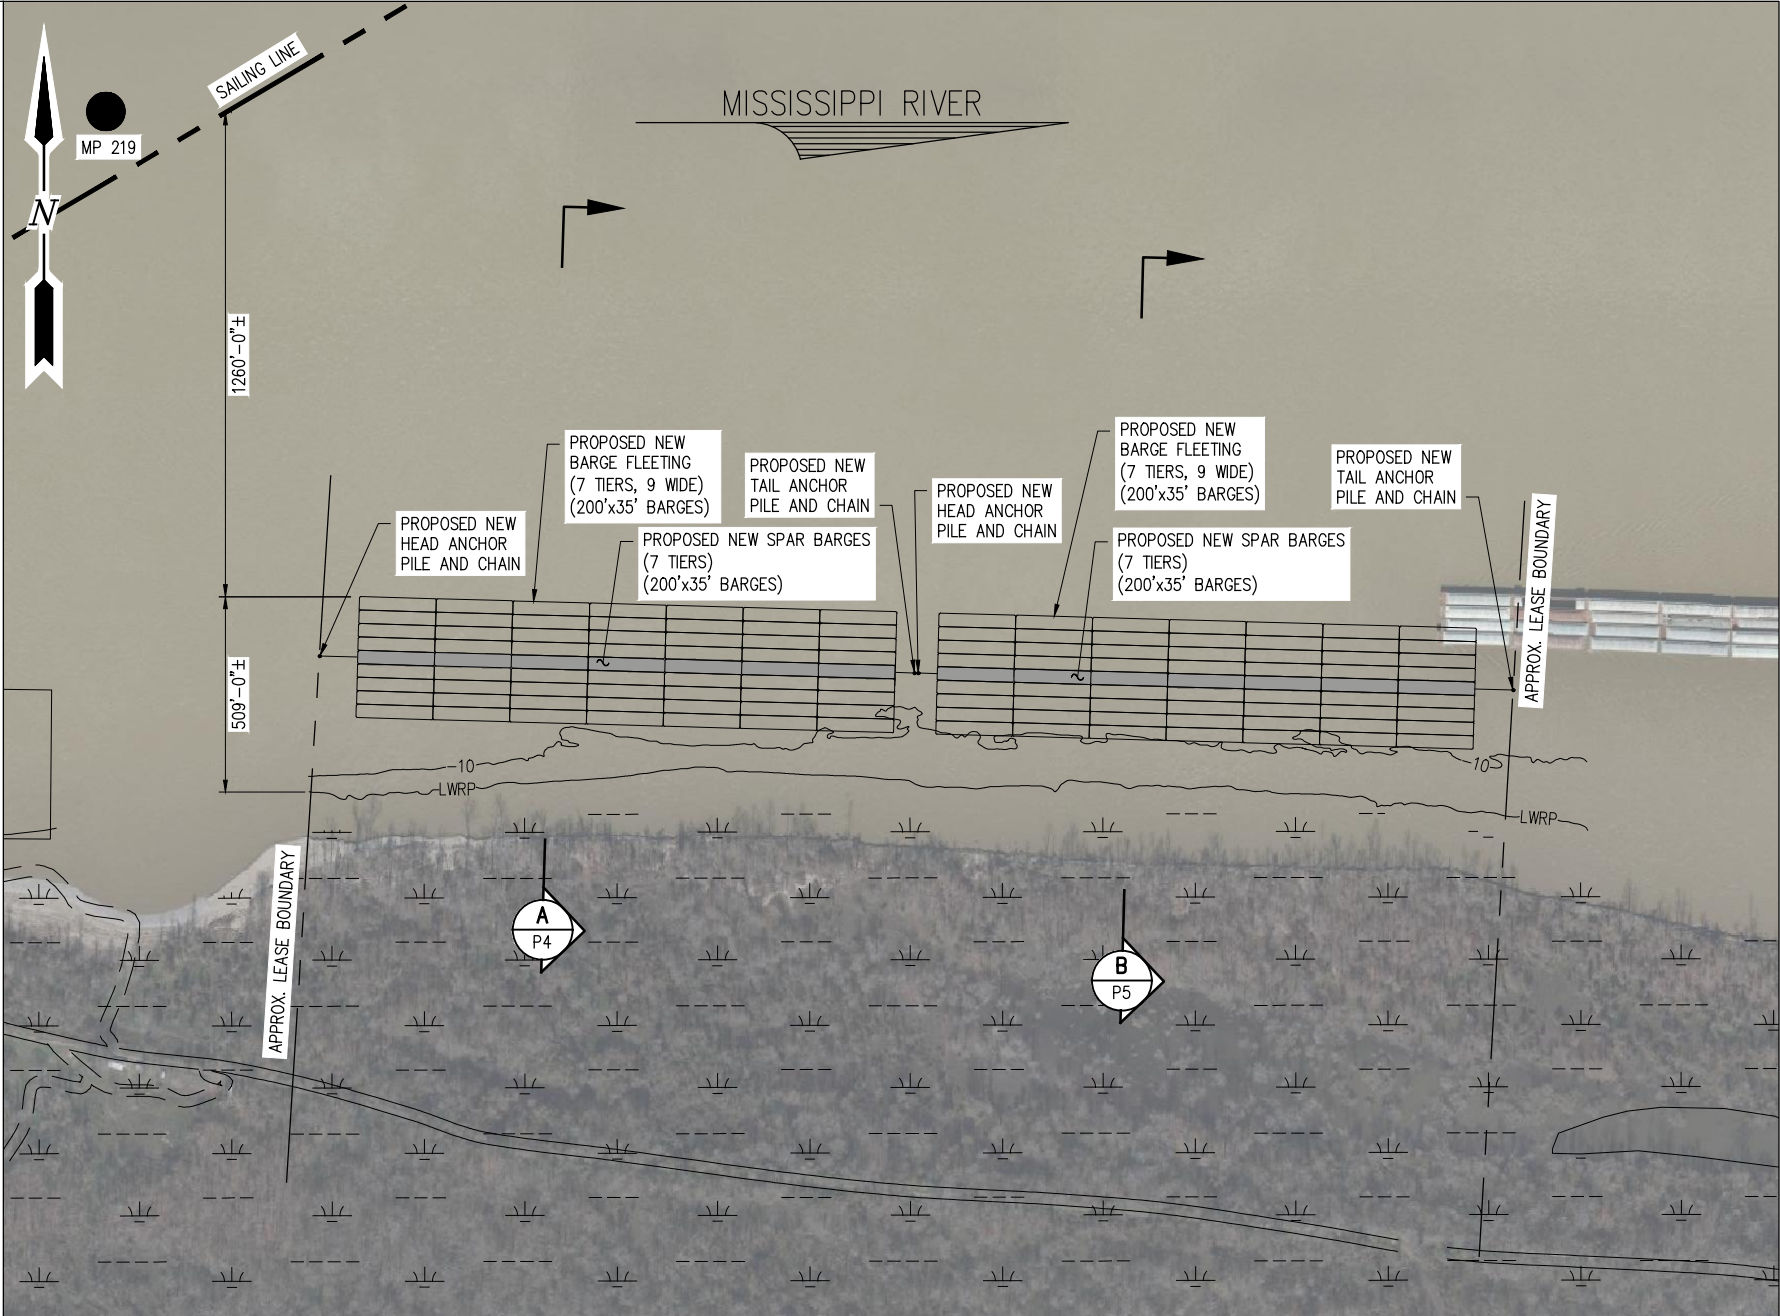 SAILING LINE
MP 219
N
MISSISSIPPI RIVER
1260'-0"±
509'-0"±
PROPOSED NEW
HEAD ANCHOR
PILE AND CHAIN
PROPOSED NEW
BARGE FLEETING
(7 TIERS, 9 WIDE)
(200'x35' BARGES)
PROPOSED NEW SPAR BARGES
(7 TIERS)
(200'x35' BARGES)
PROPOSED NEW
TAIL ANCHOR
PILE AND CHAIN
PROPOSED NEW
HEAD ANCHOR
PILE AND CHAIN
PROPOSED NEW
BARGE FLEETING
(7 TIERS, 9 WIDE)
(200'x35' BARGES)
PROPOSED NEW SPAR BARGES
(7 TIERS)
(200'x35' BARGES)
PROPOSED NEW
TAIL ANCHOR
PILE AND CHAIN
APPROX. LEASE BOUNDARY
-10
LWRP
-10
LWRP
APPROX. LEASE BOUNDARY
A
P4
B
P5